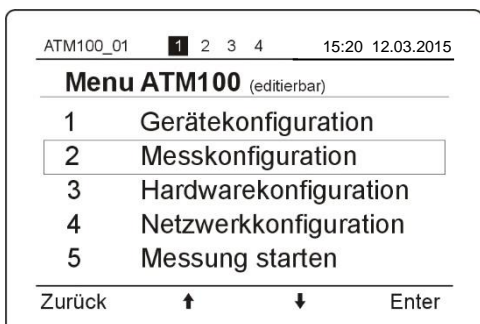 ATM100_01 1 2 3 4 15:20 12.03.2015
Menu ATM100 (editierbar)
1 Gerätekonfiguration
2 Messkonfiguration
3 Hardwarekonfiguration
4 Netzwerkkonfiguration
5 Messung starten
Zurück ↑ ↓ Enter